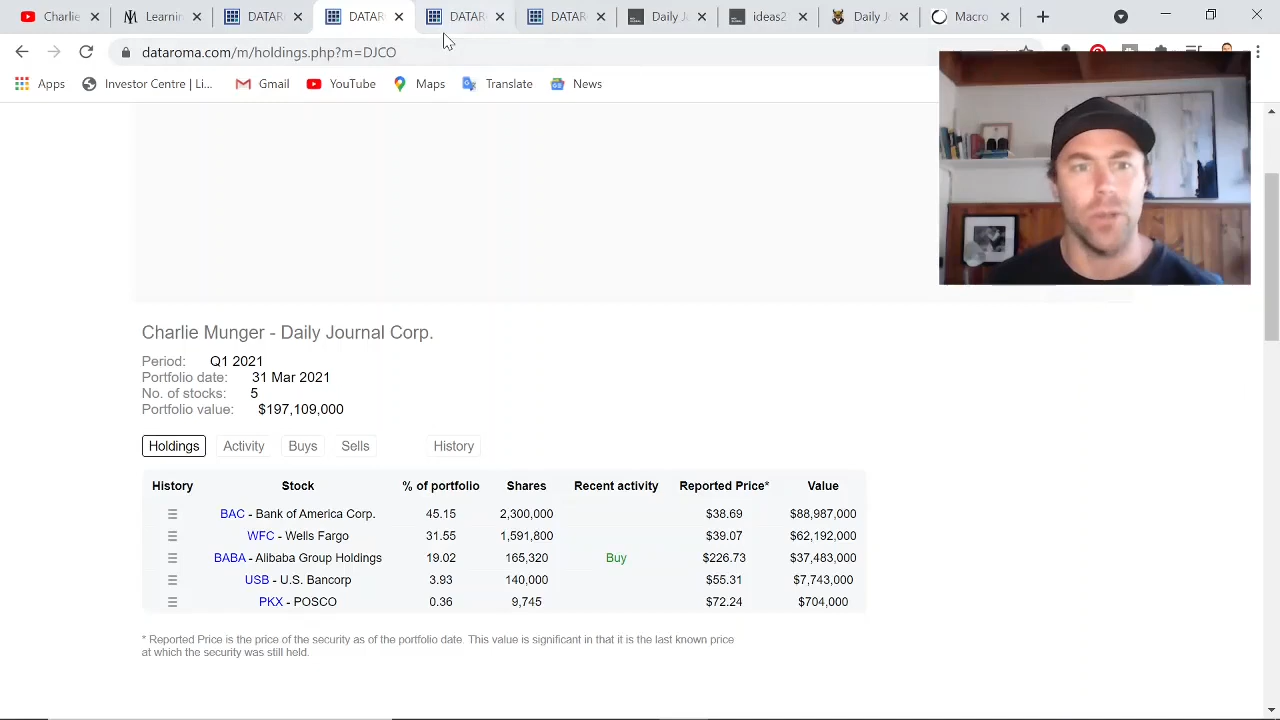 Charlie
Learnin
DATAR
DATAR
DATAR
DATAR
Daily J
ideas2
Daily J
Macro
dataroma.com/m/holdings.php?m=DJCO
Apps
Investor Centre | Li...
Gmail
YouTube
Maps
Translate
News
Charlie Munger - Daily Journal Corp.
Period: Q1 2021
Portfolio date: 31 Mar 2021
No. of stocks: 5
Portfolio value: $197,109,000
Holdings Activity Buys Sells History
History Stock % of portfolio Shares Recent activity Reported Price* Value
≡ BAC - Bank of America Corp. 45.15 2,300,000 $38.69 $88,987,000
≡ WFC - Wells Fargo 31.55 1,591,800 $39.07 $62,192,000
≡ BABA - Alibaba Group Holdings 19.02 165,320 Buy $226.73 $37,483,000
≡ USB - U.S. Bancorp 3.93 140,000 $55.31 $7,743,000
≡ PKX - POSCO 0.36 9,745 $72.24 $704,000
* Reported Price is the price of the security as of the portfolio date. This value is significant in that it is the last known price
at which the security was still held.